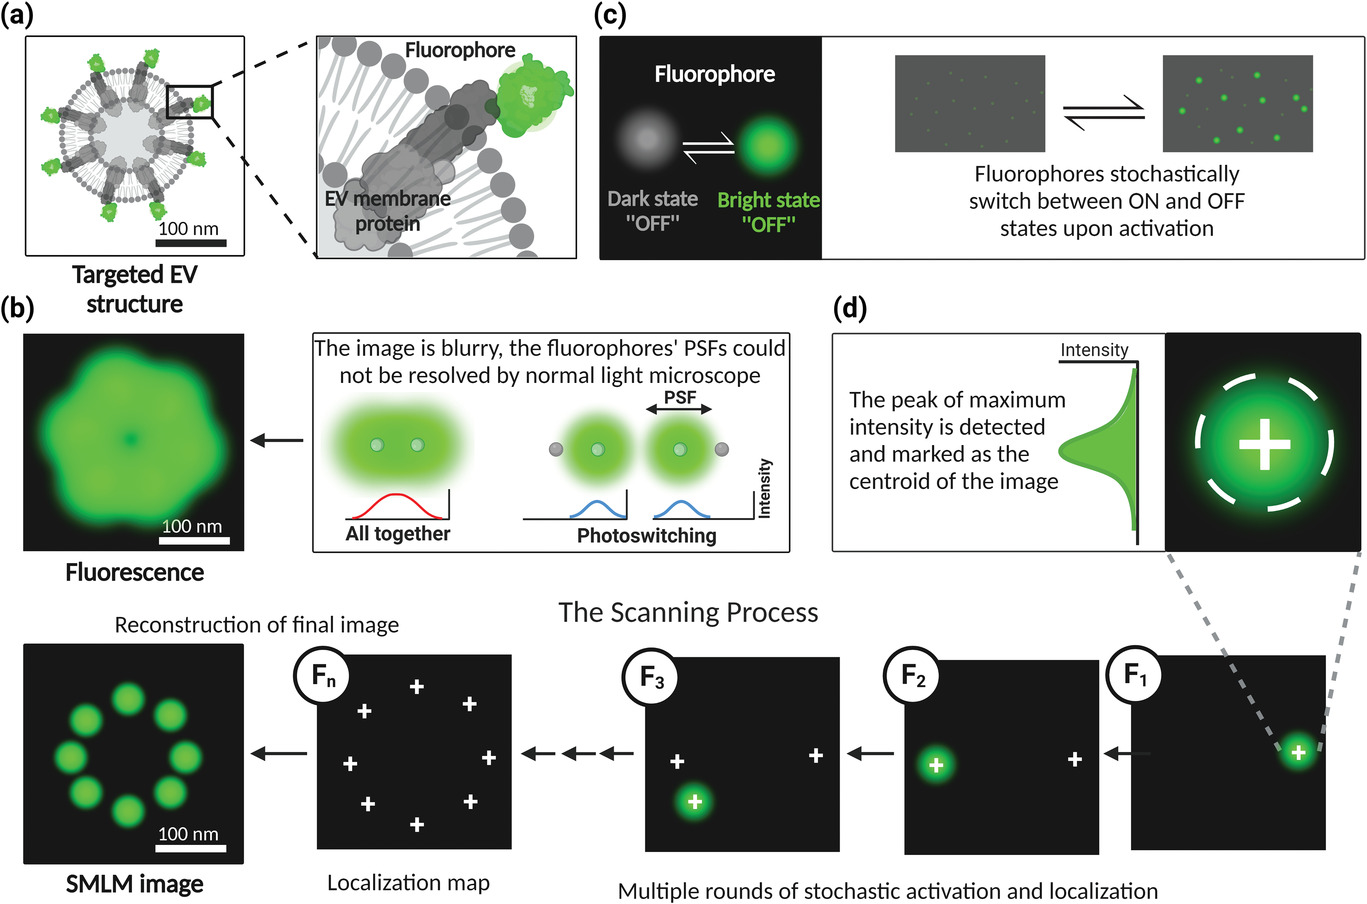 (a)
Fluorophore
EV membrane
protein
100 nm
Targeted EV
structure
(c)
Fluorophore
Dark state
"OFF"
Bright state
"OFF"
Fluorophores stochastically
switch between ON and OFF
states upon activation
(b)
100 nm
Fluorescence
The image is blurry, the fluorophores' PSFs could
not be resolved by normal light microscope
PSF
Intensity
All together
Photoswitching
(d)
Intensity
The peak of maximum
intensity is detected
and marked as the
centroid of the image
The Scanning Process
Reconstruction of final image
100 nm
SMLM image
Fn
Localization map
F3
F2
F1
Multiple rounds of stochastic activation and localization